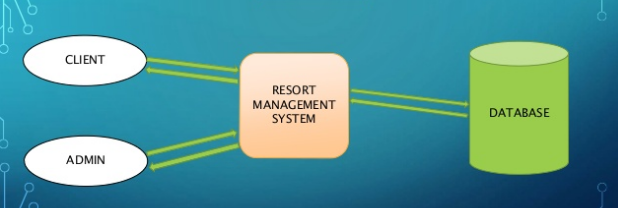 CLIENT
RESORT
MANAGEMENT
SYSTEM
DATABASE
ADMIN